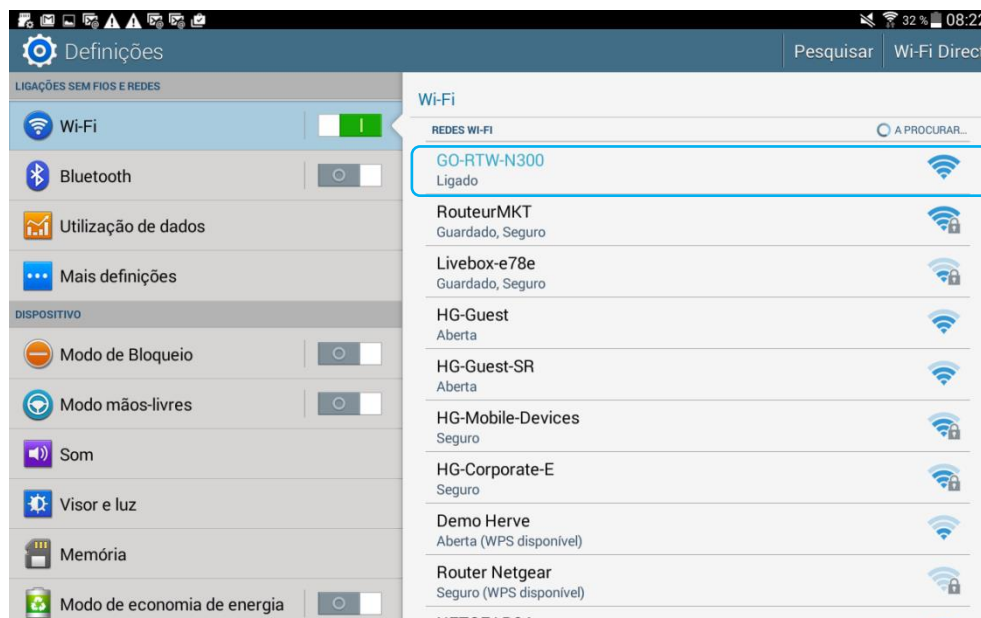 32 % 08:22
Definições
Pesquisar
Wi-Fi Direct
LIGAÇÕES SEM FIOS E REDES
Wi-Fi
Bluetooth
Utilização de dados
Mais definições
DISPOSITIVO
Modo de Bloqueio
Modo mãos-livres
Som
Visor e luz
Memória
Modo de economia de energia
Wi-Fi
REDES WI-FI
A PROCURAR...
GO-RTW-N300
Ligado
RouteurMKT
Guardado, Seguro
Livebox-e78e
Guardado, Seguro
HG-Guest
Aberta
HG-Guest-SR
Aberta
HG-Mobile-Devices
Seguro
HG-Corporate-E
Seguro
Demo Herve
Aberta (WPS disponível)
Router Netgear
Seguro (WPS disponível)